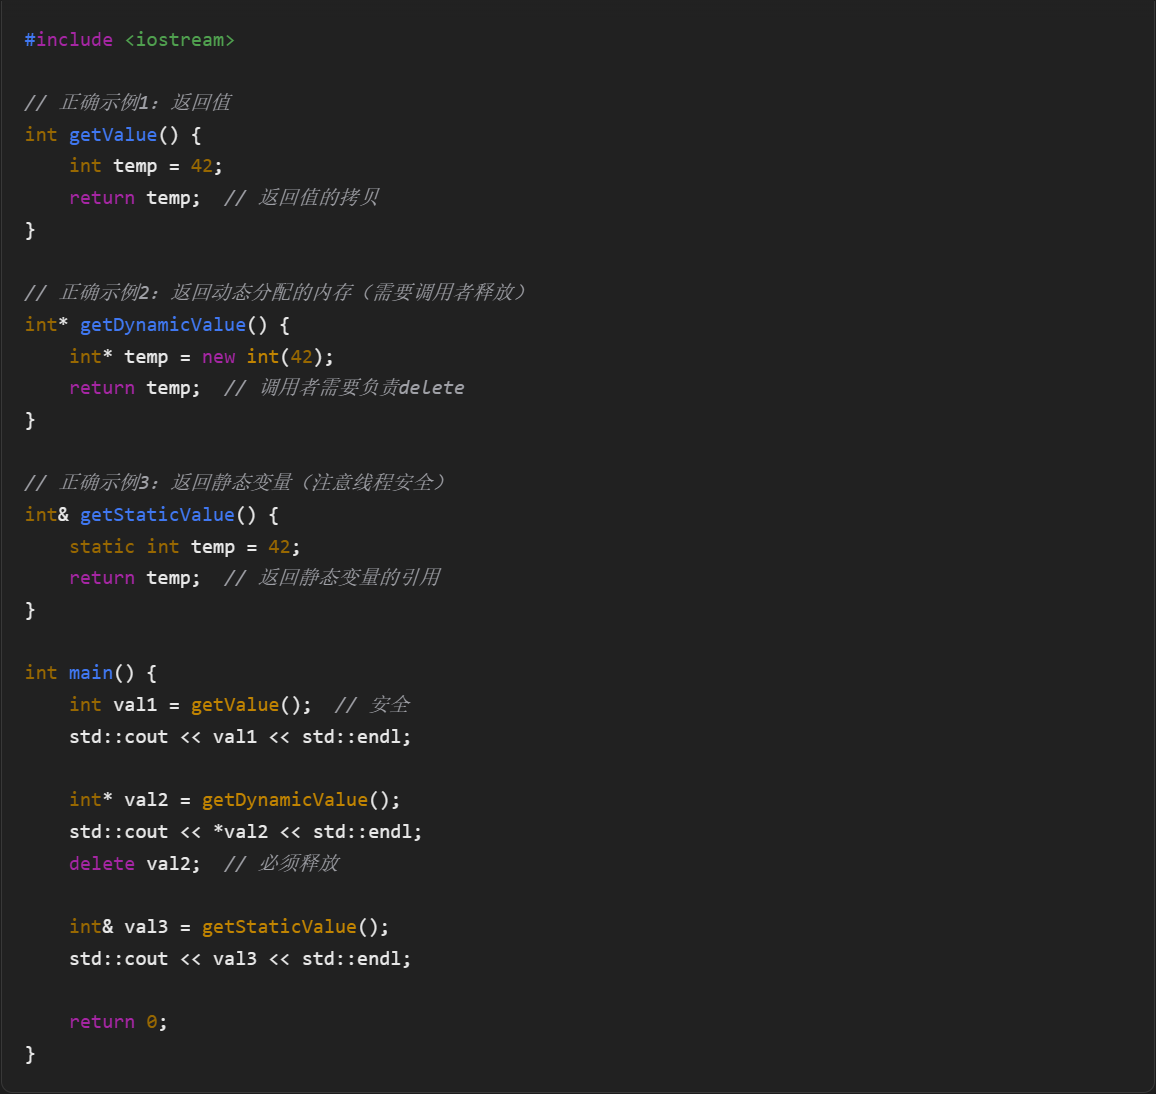 #include <iostream>
// 正确示例1: 返回值
int getValue() {
    int temp = 42;
    return temp;  // 返回值的拷贝
}
// 正确示例2: 返回动态分配的内存（需要调用者释放）
int* getDynamicValue() {
    int* temp = new int(42);
    return temp;  // 调用者需要负责delete
}
// 正确示例3: 返回静态变量（注意线程安全）
int& getStaticValue() {
    static int temp = 42;
    return temp;  // 返回静态变量的引用
}
int main() {
    int val1 = getValue();  // 安全
    std::cout << val1 << std::endl;
    int* val2 = getDynamicValue();
    std::cout << *val2 << std::endl;
    delete val2;  // 必须释放
    int& val3 = getStaticValue();
    std::cout << val3 << std::endl;
    return 0;
}